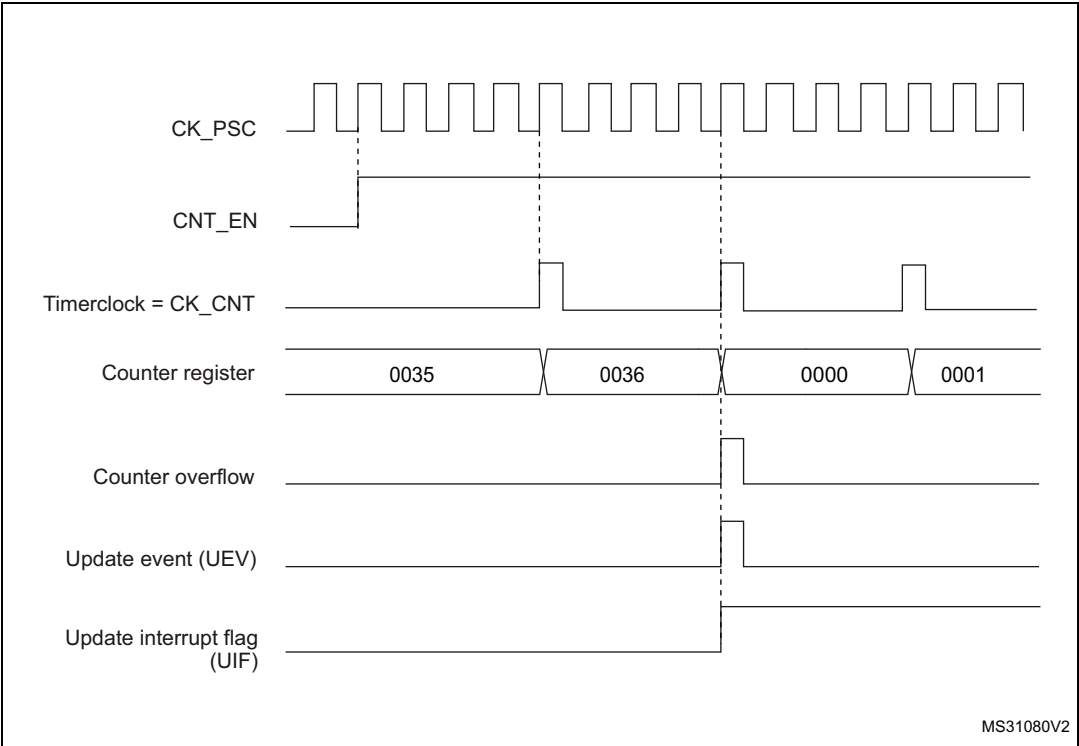 CK_PSC
CNT_EN
Timerclock = CK_CNT
Counter register
0035 0036 0000 0001
Counter overflow
Update event (UEV)
Update interrupt flag
(UIF)
MS31080V2